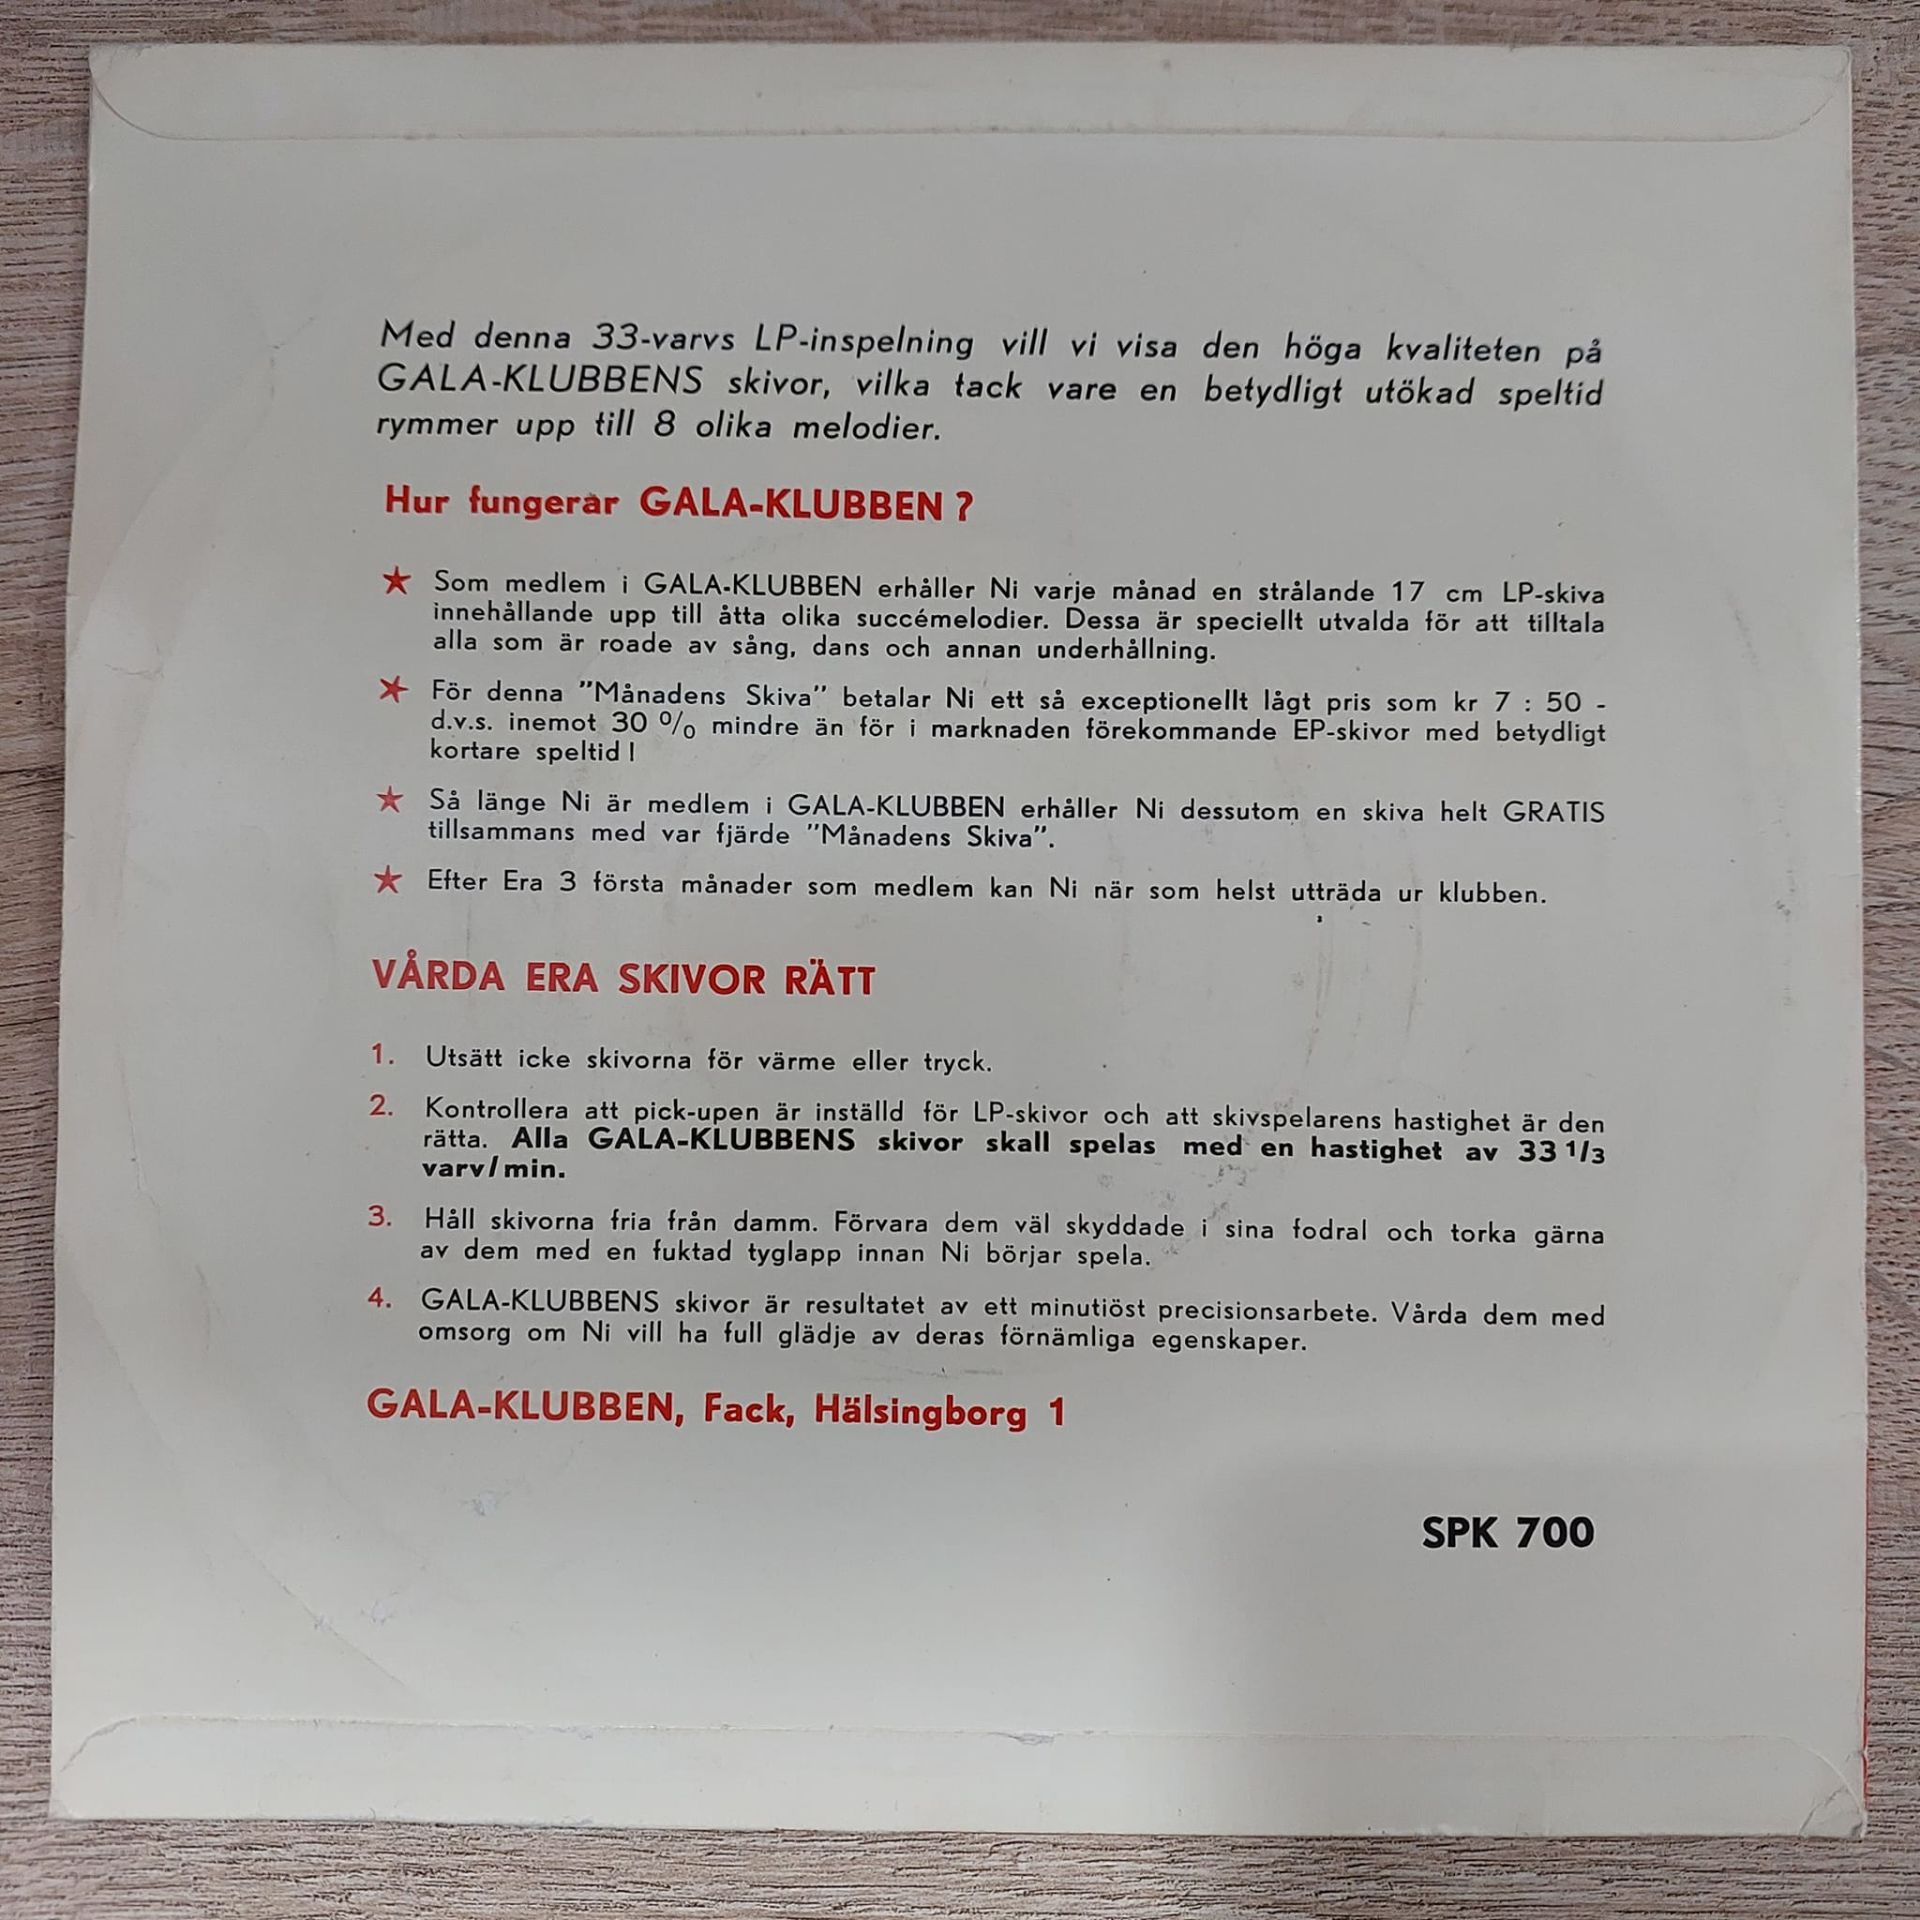 Med denna 33-varvs LP-inspelning vill vi visa den höga kvaliteten på
GALA-KLUBBENS skivor, vilka tack vare en betydligt utökad speltid
rymmer upp till 8 olika melodier.
Hur fungerar GALA-KLUBBEN ?
★ Som medlem i GALA-KLUBBEN erhåller Ni varje månad en strålande 17 cm LP-skiva
innehållande upp till åtta olika succémelodier. Dessa är speciellt utvalda för att tilltala
alla som är roade av sång, dans och annan underhållning.
★ För denna "Månadens Skiva" betalar Ni ett så exceptionellt lågt pris som kr 7 : 50 -
d.v.s. inemot 30 % mindre än för i marknaden förekommande EP-skivor med betydligt
kortare speltid !
★ Så länge Ni är medlem i GALA-KLUBBEN erhåller Ni dessutom en skiva helt GRATIS
tillsammans med var fjärde "Månadens Skiva".
★ Efter Era 3 första månader som medlem kan Ni när som helst utträda ur klubben.
VÅRDA ERA SKIVOR RÄTT
1. Utsätt icke skivorna för värme eller tryck.
2. Kontrollera att pick-upen är inställd för LP-skivor och att skivspelarens hastighet är den
rätta. Alla GALA-KLUBBENS skivor skall spelas med en hastighet av 33 1/3
varv/min.
3. Håll skivorna fria från damm. Förvara dem väl skyddade i sina fodral och torka gärna
av dem med en fuktad tyglapp innan Ni börjar spela.
4. GALA-KLUBBENS skivor är resultatet av ett minutiöst precisionsarbete. Vårda dem med
omsorg om Ni vill ha full glädje av deras förnämliga egenskaper.
GALA-KLUBBEN, Fack, Hälsingborg 1
SPK 700